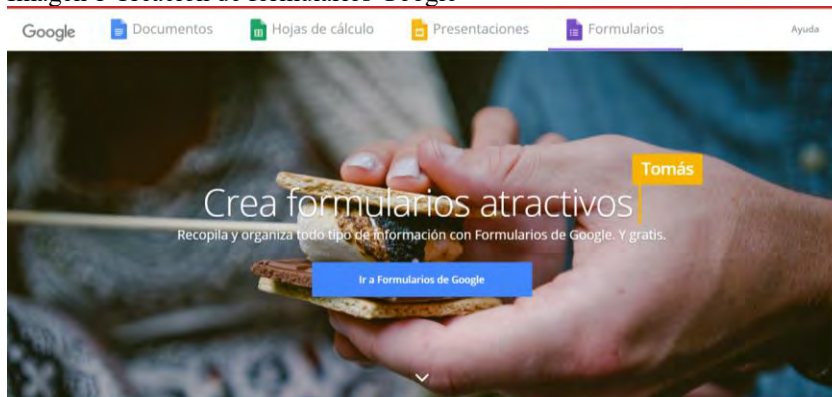 Imagen 1 Creación de formularios Google
Google Documentos Hojas de cálculo Presentaciones Formularios Ayuda
Tomás
Crea formularios atractivos
Recopila y organiza todo tipo de información con Formularios de Google. Y gratis.
Ir a Formularios de Google